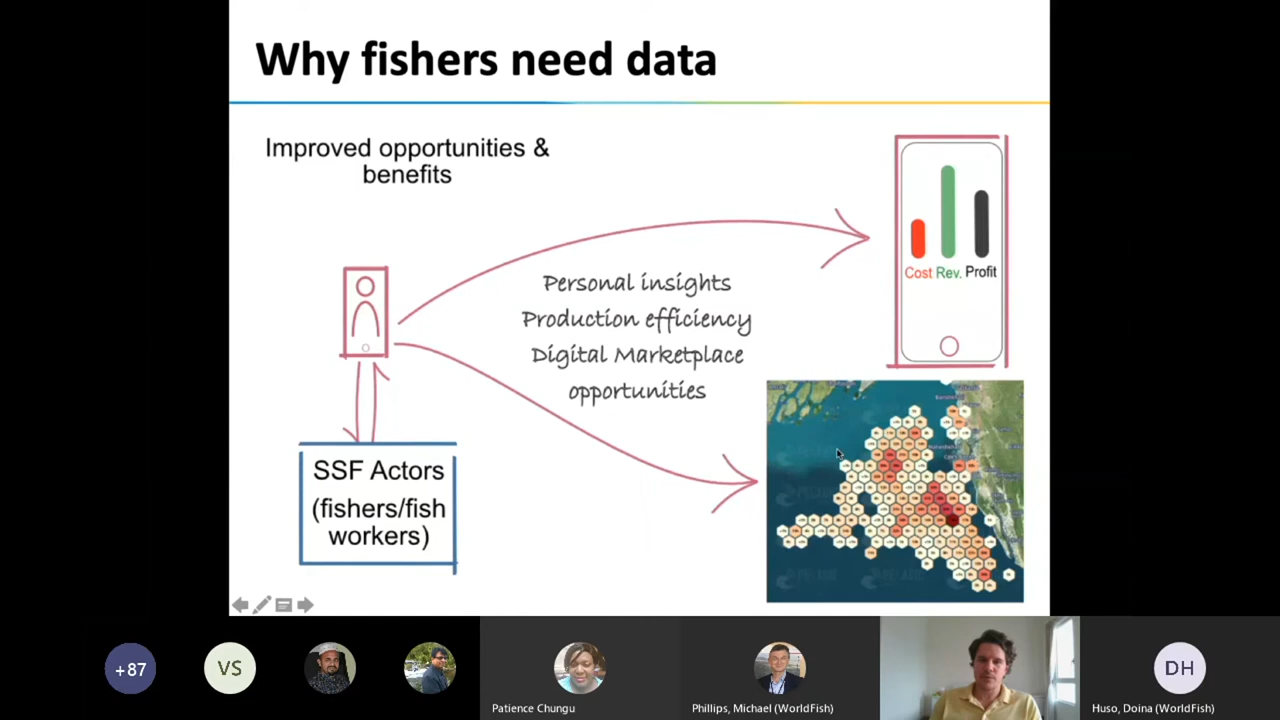 Why fishers need data
Improved opportunities &
benefits
Personal insights
Production efficiency
Digital Marketplace
opportunities
Cost Rev. Profit
SSF Actors
(fishers/fish
workers)
+87
VS
Patience Chungu
Phillips, Michael (WorldFish)
DH
Huso, Doina (WorldFish)